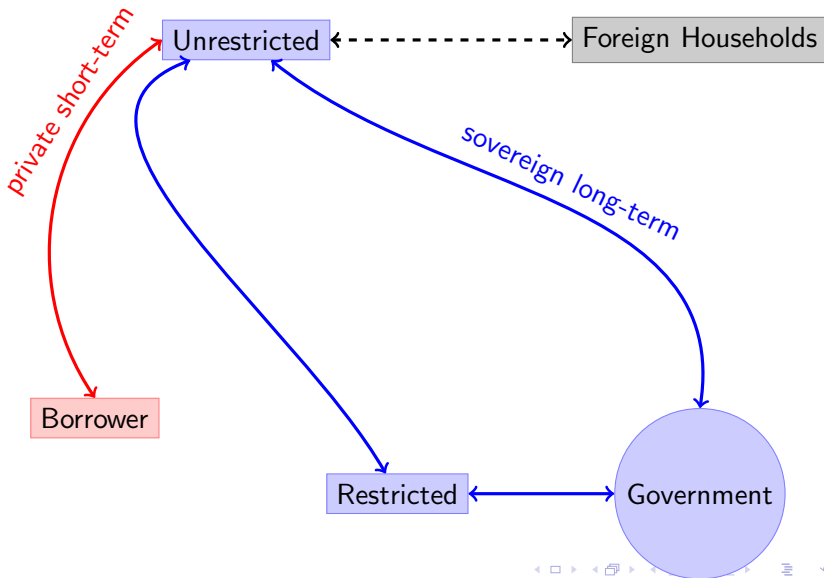 Unrestricted
Foreign Households
private short-term
sovereign long-term
Borrower
Restricted
Government